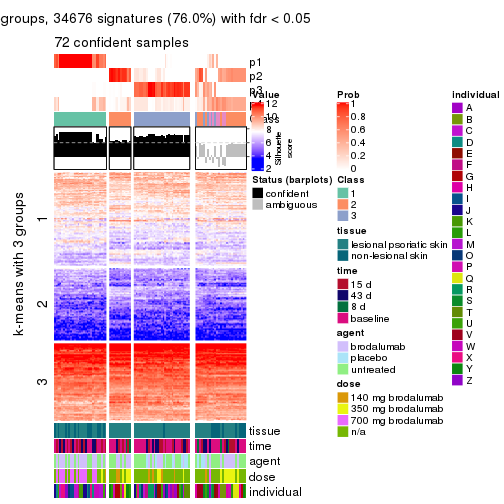 groups, 34676 signatures (76.0%) with fdr < 0.05
72 confident samples
p1
p2
p3
Value
12
10
8
6
4
2
Silhouette
score
Status (barplots)
confident
ambiguous
Prob
1
0.8
0.6
0.4
0.2
0
Class
1
2
3
tissue
lesional psoriatic skin
non-lesional skin
time
15 d
43 d
8 d
baseline
agent
brodalumab
placebo
untreated
dose
140 mg brodalumab
350 mg brodalumab
700 mg brodalumab
n/a
individual
A
B
C
D
E
F
G
H
I
J
K
L
M
O
P
Q
R
S
T
U
V
W
X
Y
Z
k-means with 3 groups
1
2
3
tissue
time
agent
dose
individual